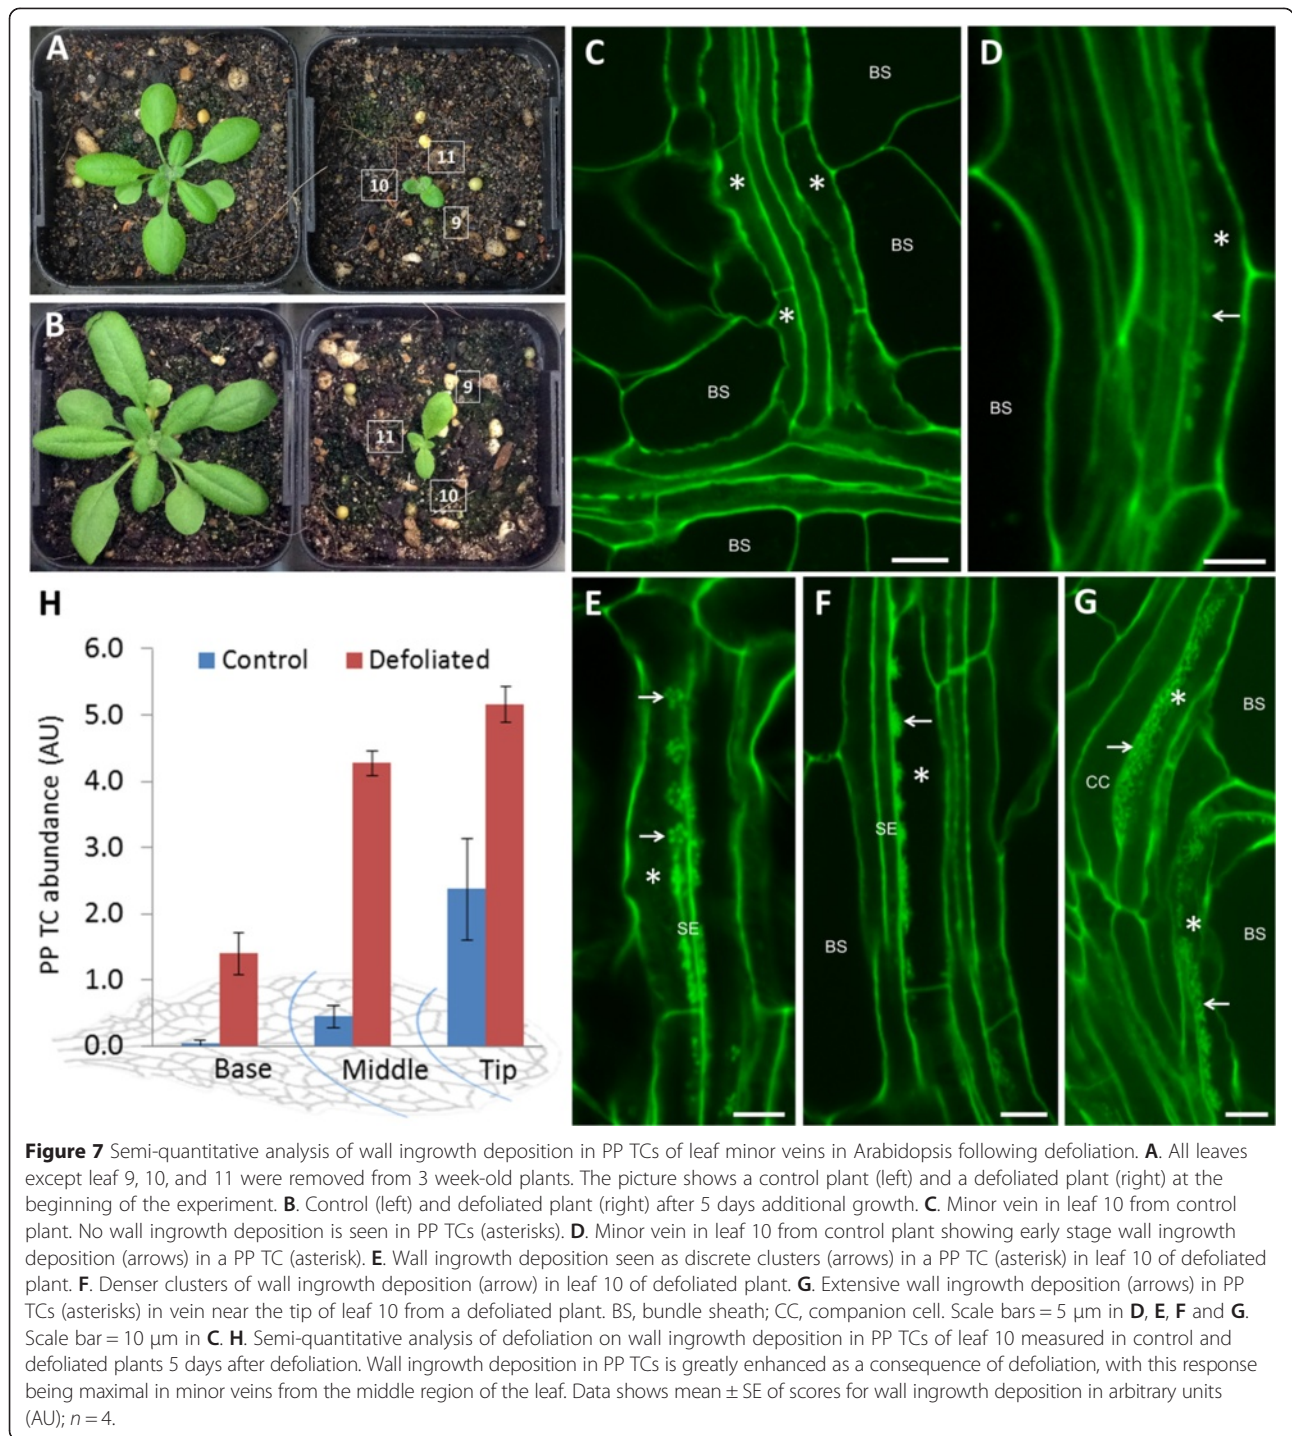 A
11
10
9
B
9
11
10
C
BS
BS
BS
BS
*
*
*
D
BS
*
H
6.0
5.0
4.0
3.0
2.0
1.0
0.0
PP TC abundance (AU)
Control
Defoliated
Base
Middle
Tip
E
*
SE
F
*
SE
BS
G
*
BS
CC
*
BS
Figure 7 Semi-quantitative analysis of wall ingrowth deposition in PP TCs of leaf minor veins in Arabidopsis following defoliation. A. All leaves
except leaf 9, 10, and 11 were removed from 3 week-old plants. The picture shows a control plant (left) and a defoliated plant (right) at the
beginning of the experiment. B. Control (left) and defoliated plant (right) after 5 days additional growth. C. Minor vein in leaf 10 from control
plant. No wall ingrowth deposition is seen in PP TCs (asterisks). D. Minor vein in leaf 10 from control plant showing early stage wall ingrowth
deposition (arrows) in a PP TC (asterisk). E. Wall ingrowth deposition seen as discrete clusters (arrows) in a PP TC (asterisk) in leaf 10 of defoliated
plant. F. Denser clusters of wall ingrowth deposition (arrow) in leaf 10 of defoliated plant. G. Extensive wall ingrowth deposition (arrows) in PP
TCs (asterisks) in vein near the tip of leaf 10 from a defoliated plant. BS, bundle sheath; CC, companion cell. Scale bars = 5 μm in D, E, F and G.
Scale bar = 10 μm in C. H. Semi-quantitative analysis of defoliation on wall ingrowth deposition in PP TCs of leaf 10 measured in control and
defoliated plants 5 days after defoliation. Wall ingrowth deposition in PP TCs is greatly enhanced as a consequence of defoliation, with this response
being maximal in minor veins from the middle region of the leaf. Data shows mean ± SE of scores for wall ingrowth deposition in arbitrary units
(AU); n = 4.